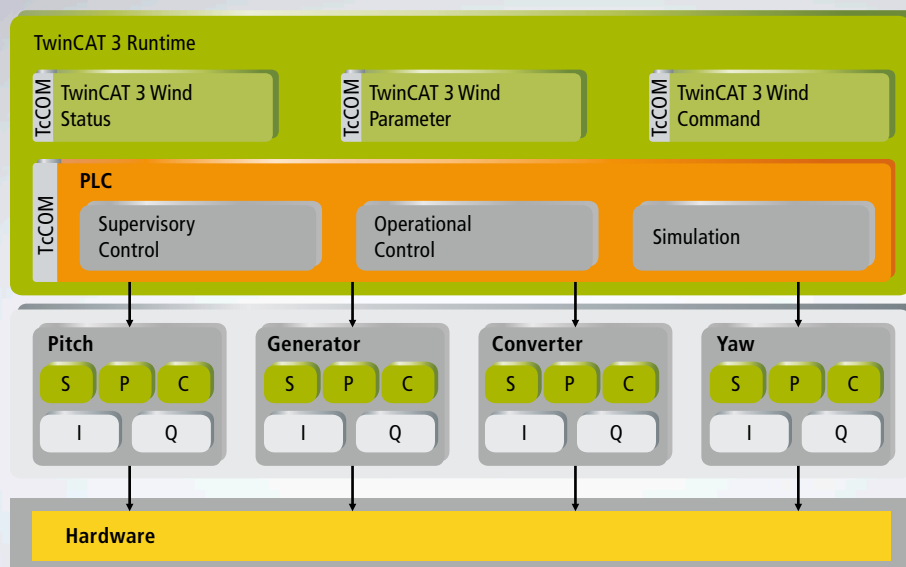 TwinCAT 3 Runtime
TcCOM
TwinCAT 3 Wind
Status
TcCOM
TwinCAT 3 Wind
Parameter
TcCOM
TwinCAT 3 Wind
Command
TcCOM
PLC
Supervisory
Control
Operational
Control
Simulation
Pitch
S P C
I Q
Generator
S P C
I Q
Converter
S P C
I Q
Yaw
S P C
I Q
Hardware